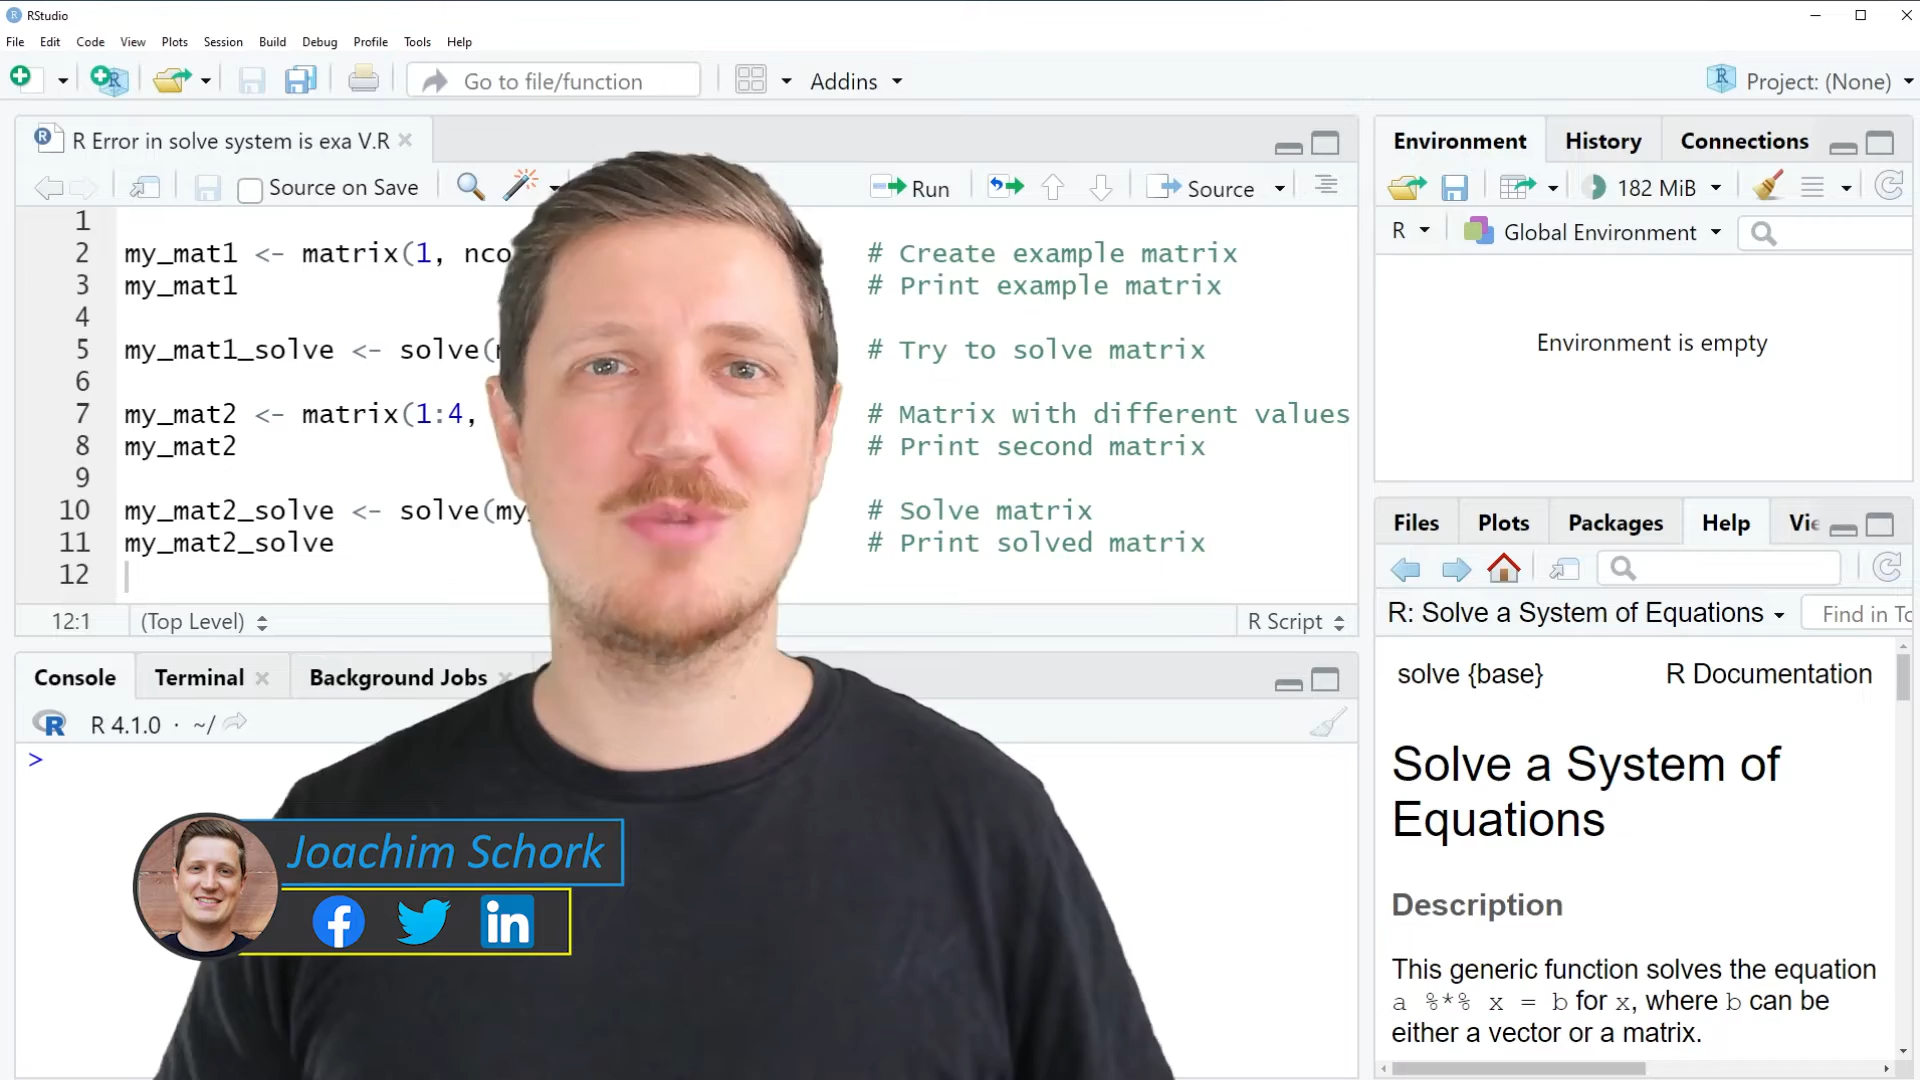 RStudio
File Edit Code View Plots Session Build Debug Profile Tools Help
Go to file/function
Addins
Project: (None)
R Error in solve system is exa V.R
Source on Save
Run
Source
1
2 my_mat1 <- matrix(1, nco # Create example matrix
3 my_mat1 # Print example matrix
4
5 my_mat1_solve <- solve( # Try to solve matrix
6
7 my_mat2 <- matrix(1:4, # Matrix with different values
8 my_mat2 # Print second matrix
9
10 my_mat2_solve <- solve(my # Solve matrix
11 my_mat2_solve # Print solved matrix
12
12:1 (Top Level) R Script
Console Terminal Background Jobs
R 4.1.0 · ~/
>
Joachim Schork
in
Environment History Connections
182 MiB
R Global Environment
Environment is empty
Files Plots Packages Help Vie
R: Solve a System of Equations Find in To
solve {base} R Documentation
Solve a System of
Equations
Description
This generic function solves the equation
a %*% x = b for x, where b can be
either a vector or a matrix.